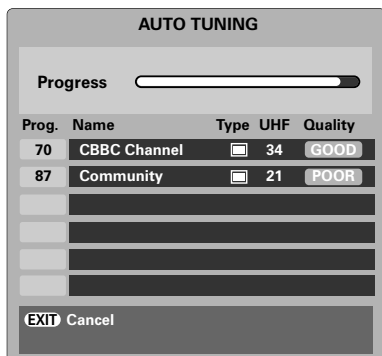 AUTO TUNING
Progress
Prog. Name Type UHF Quality
70 CBBC Channel 34 GOOD
87 Community 21 POOR
EXIT Cancel